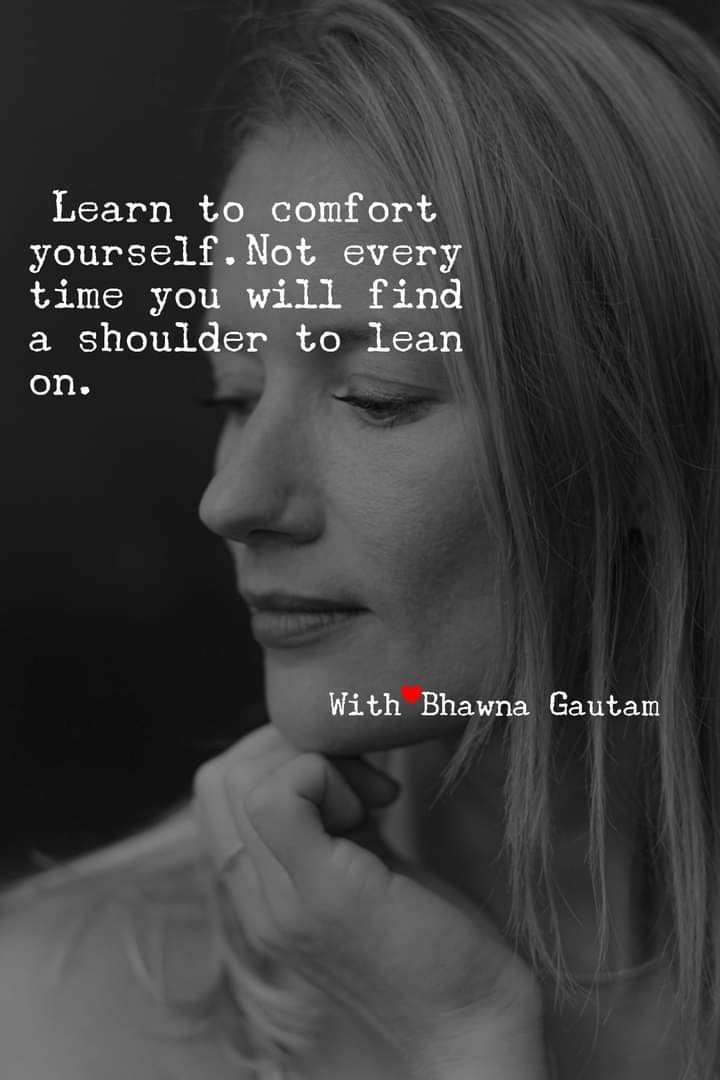 Learn to comfort
yourself.Not every
time you will find
a shoulder to lean
on.
With❤Bhawna Gautam